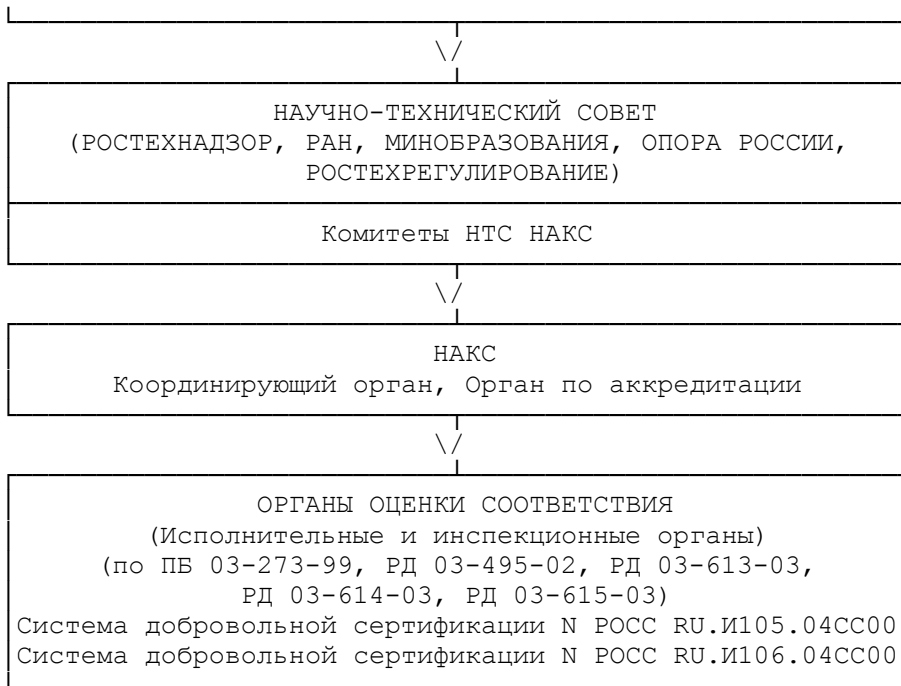 \/
НАУЧНО-ТЕХНИЧЕСКИЙ СОВЕТ
(РОСТЕХНАДЗОР, РАН, МИНОБРАЗОВАНИЯ, ОПОРА РОССИИ,
РОСТЕХРЕГУЛИРОВАНИЕ)
Комитеты НТС НАКС
\/
НАКС
Координирующий орган, Орган по аккредитации
\/
ОРГАНЫ ОЦЕНКИ СООТВЕТСТВИЯ
(Исполнительные и инспекционные органы)
(по ПБ 03-273-99, РД 03-495-02, РД 03-613-03,
РД 03-614-03, РД 03-615-03)
Система добровольной сертификации N РОСС RU.И105.04СС00
Система добровольной сертификации N РОСС RU.И106.04СС00